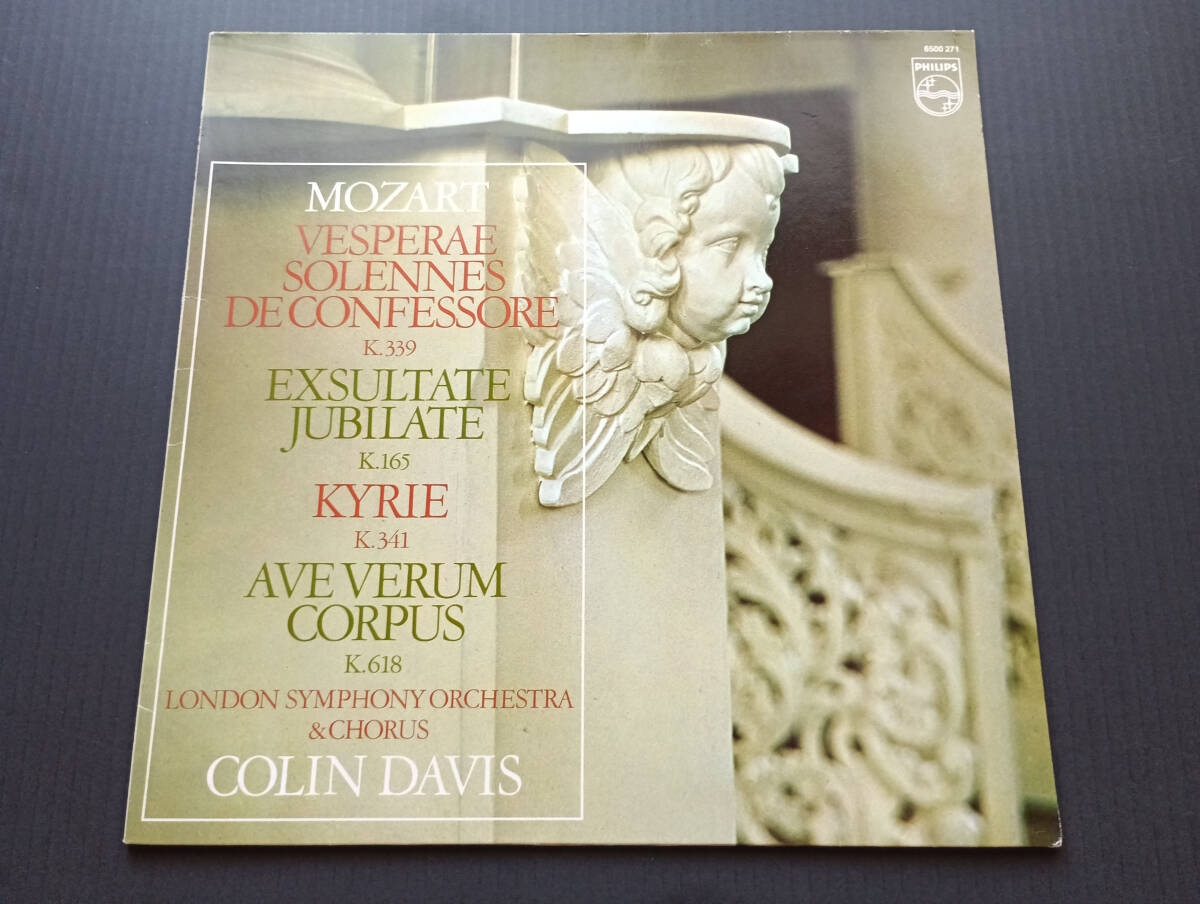 6500 271
PHILIPS
MOZART
VESPERAE
SOLENNES
DE CONFESSORE
K.339
EXSULTATE
JUBILATE
K.165
KYRIE
K.341
AVE VERUM
CORPUS
K.618
LONDON SYMPHONY ORCHESTRA
& CHORUS
COLIN DAVIS